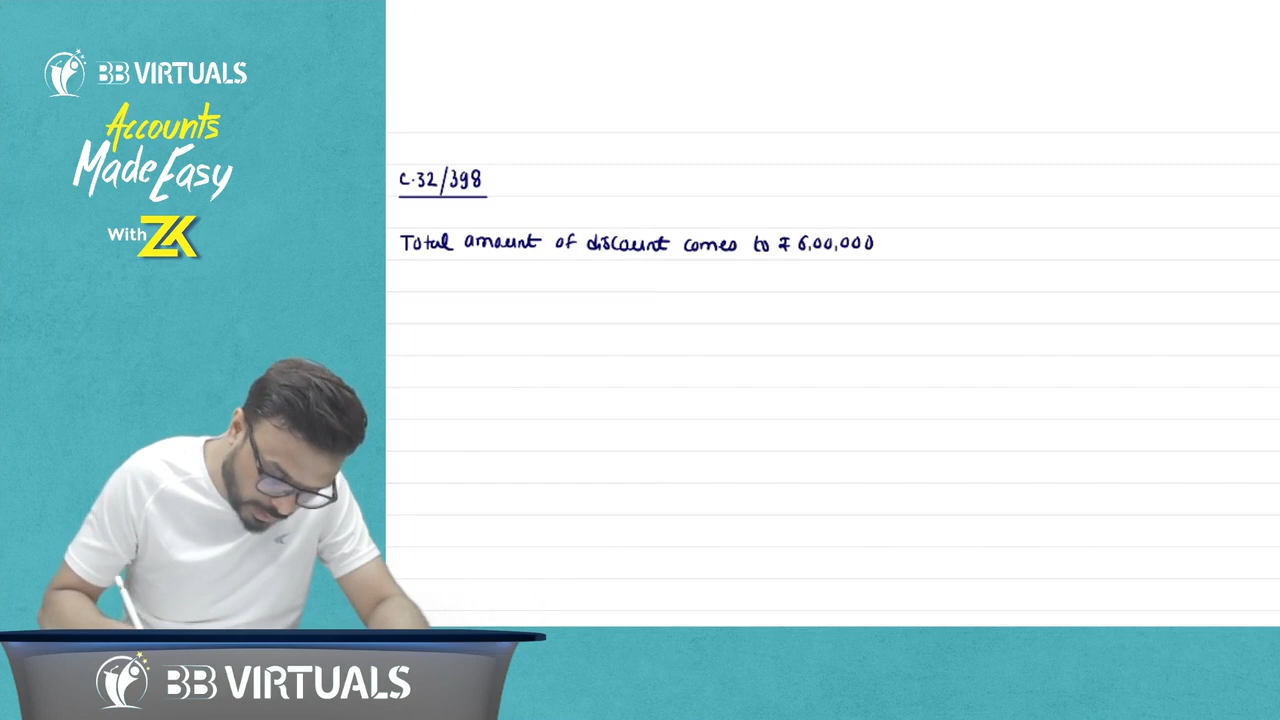 BB VIRTUALS
Accounts
Made Easy
With ZK
C.32/398
Total amount of discount comes to ₹ 6,00,000
BB VIRTUALS